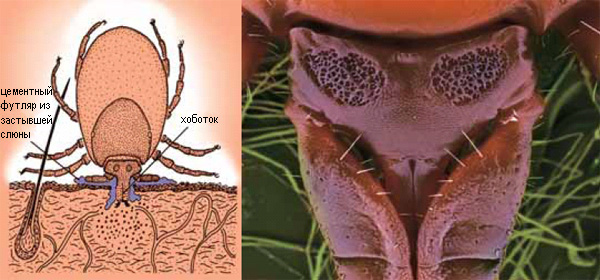 цементный
футляр из
застывшей
слюны
хоботок